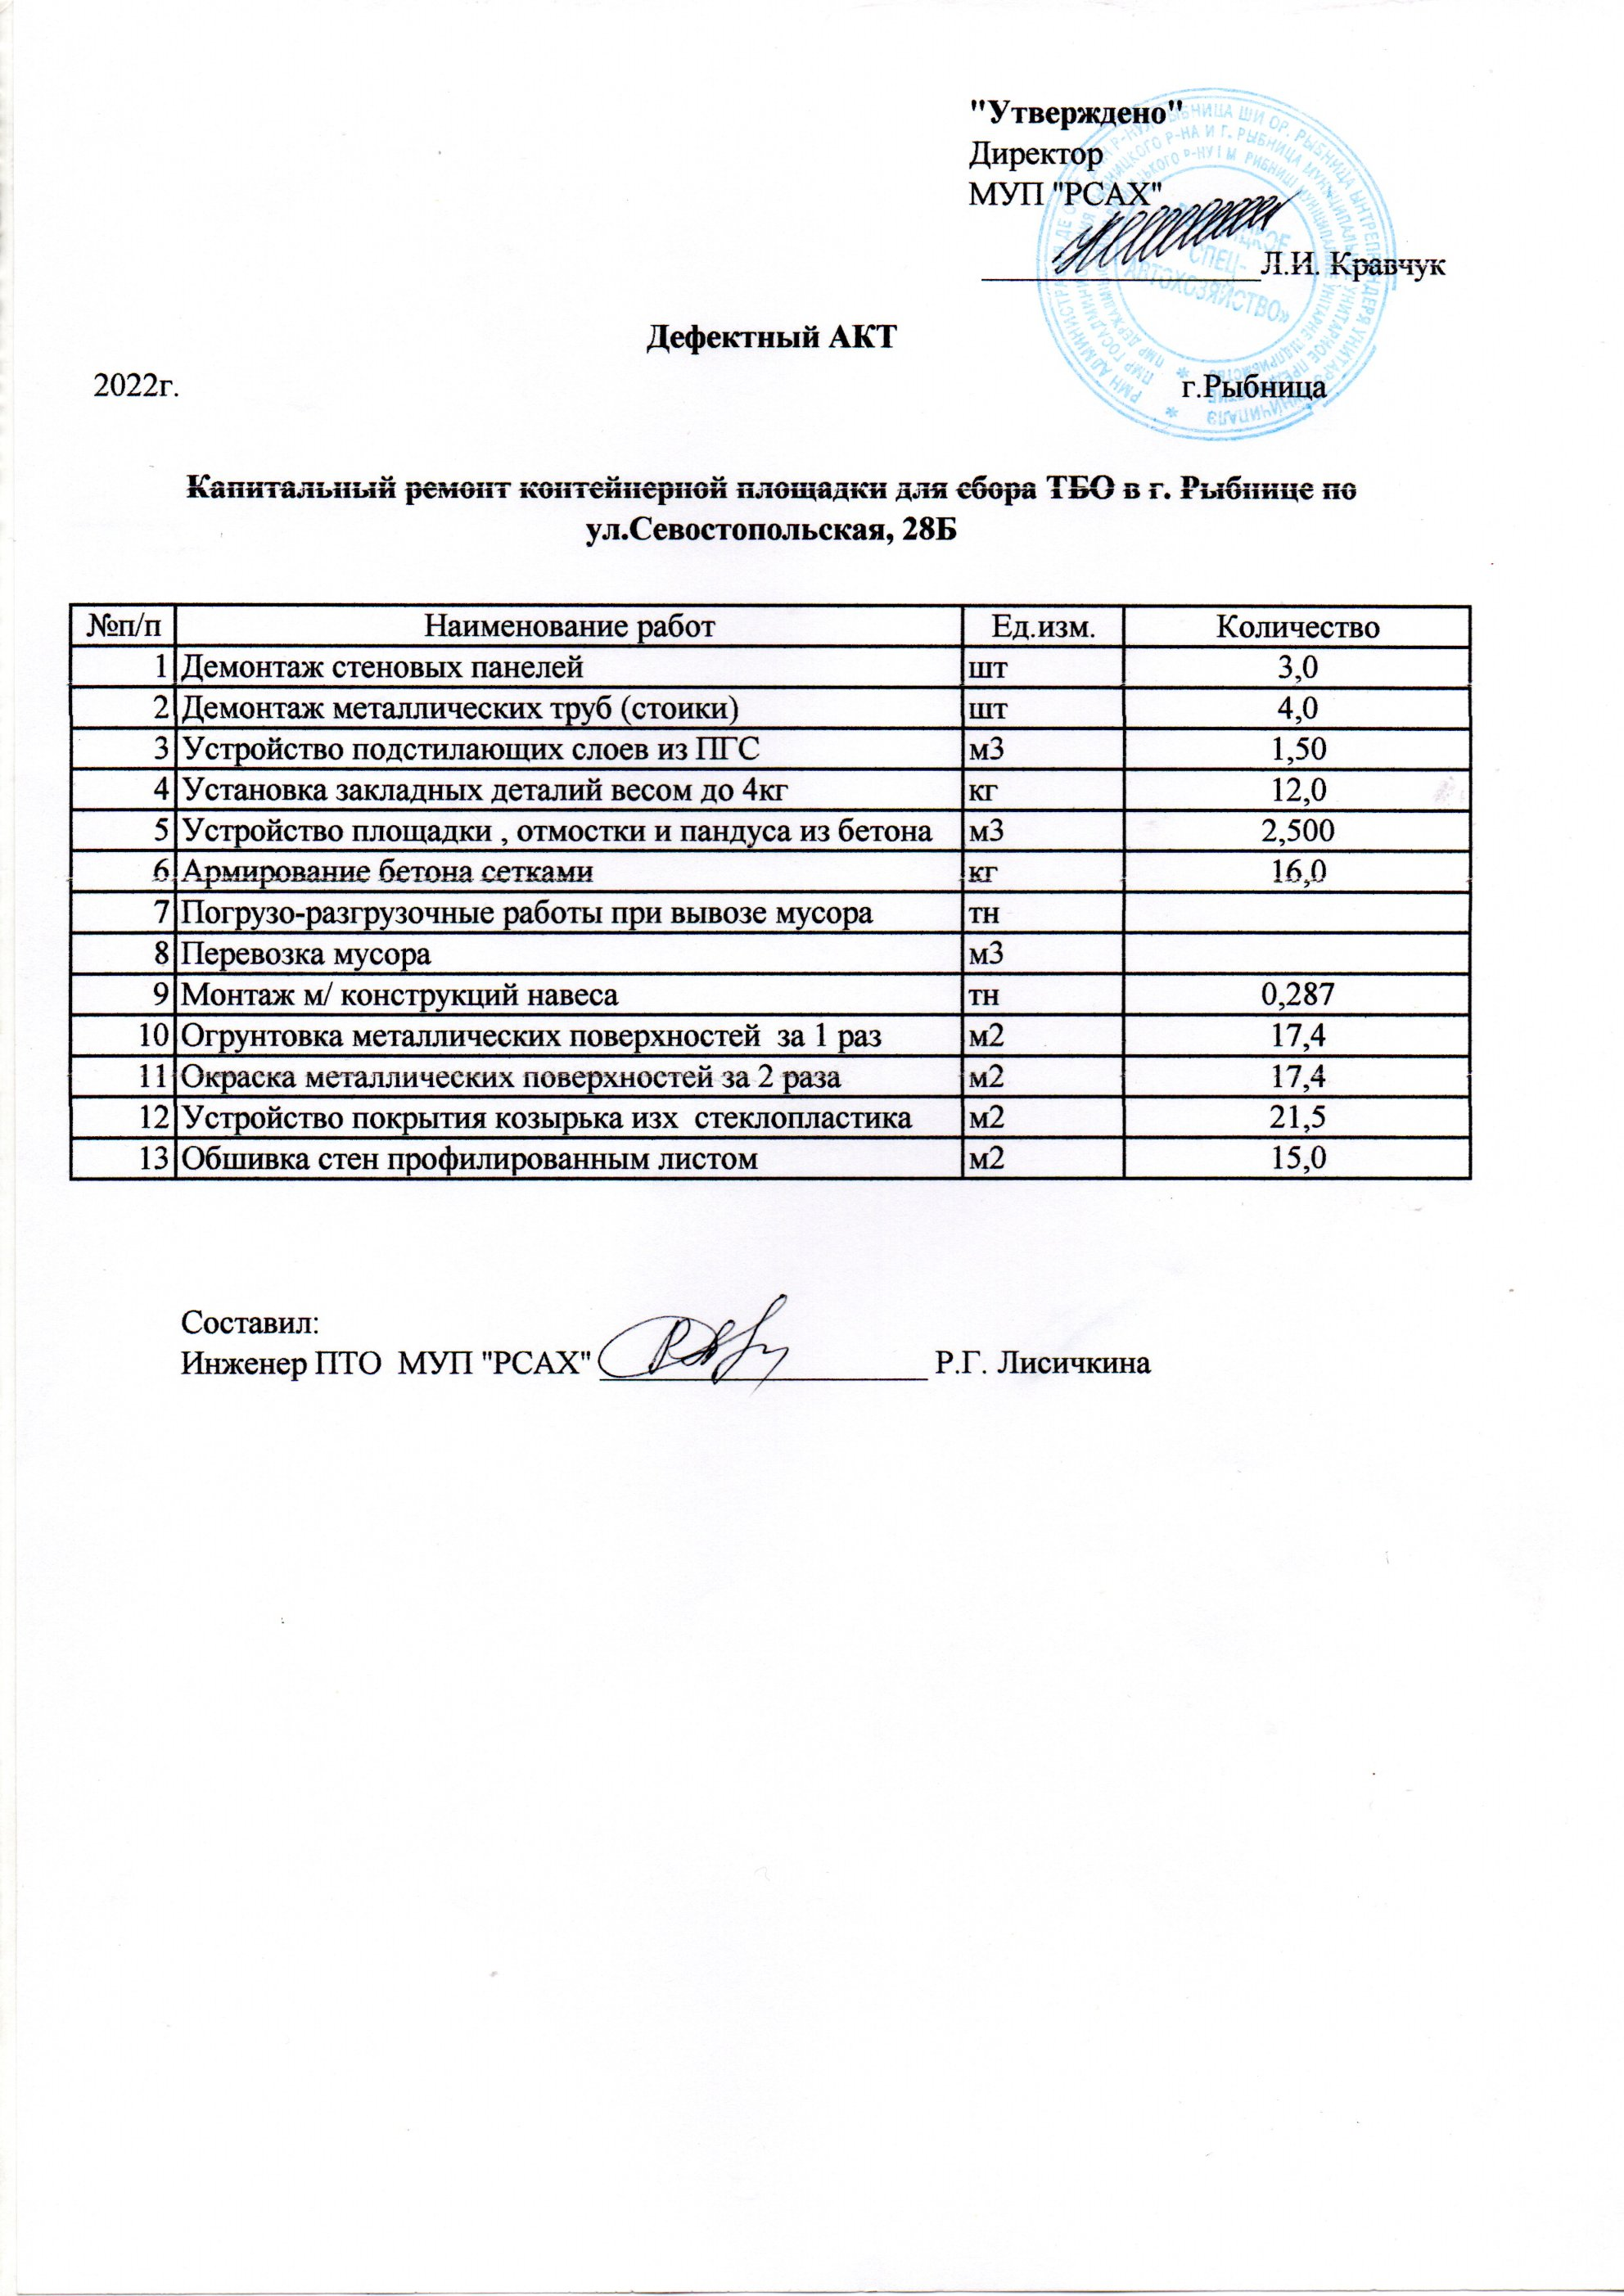 "Утверждено"
Директор
МУП "РСАХ"
Л.И. Кравчук
СПЕЦ-
АВТОХОЗЯЙСТВО»
Дефектный АКТ
2022г. г.Рыбница
Капитальный ремонт контейнерной площадки для сбора ТБО в г. Рыбнице по
ул.Севостопольская, 28Б
№п/п Наименование работ Ед.изм. Количество
1 Демонтаж стеновых панелей шт 3,0
2 Демонтаж металлических труб (стоики) шт 4,0
3 Устройство подстилающих слоев из ПГС м3 1,50
4 Установка закладных деталий весом до 4кг кг 12,0
5 Устройство площадки , отмостки и пандуса из бетона м3 2,500
6 Армирование бетона сетками кг 16,0
7 Погрузо-разгрузочные работы при вывозе мусора тн
8 Перевозка мусора м3
9 Монтаж м/ конструкций навеса тн 0,287
10 Огрунтовка металлических поверхностей за 1 раз м2 17,4
11 Окраска металлических поверхностей за 2 раза м2 17,4
12 Устройство покрытия козырька изх стеклопластика м2 21,5
13 Обшивка стен профилированным листом м2 15,0
Составил:
Инженер ПТО МУП "РСАХ" Р.Г. Лисичкина